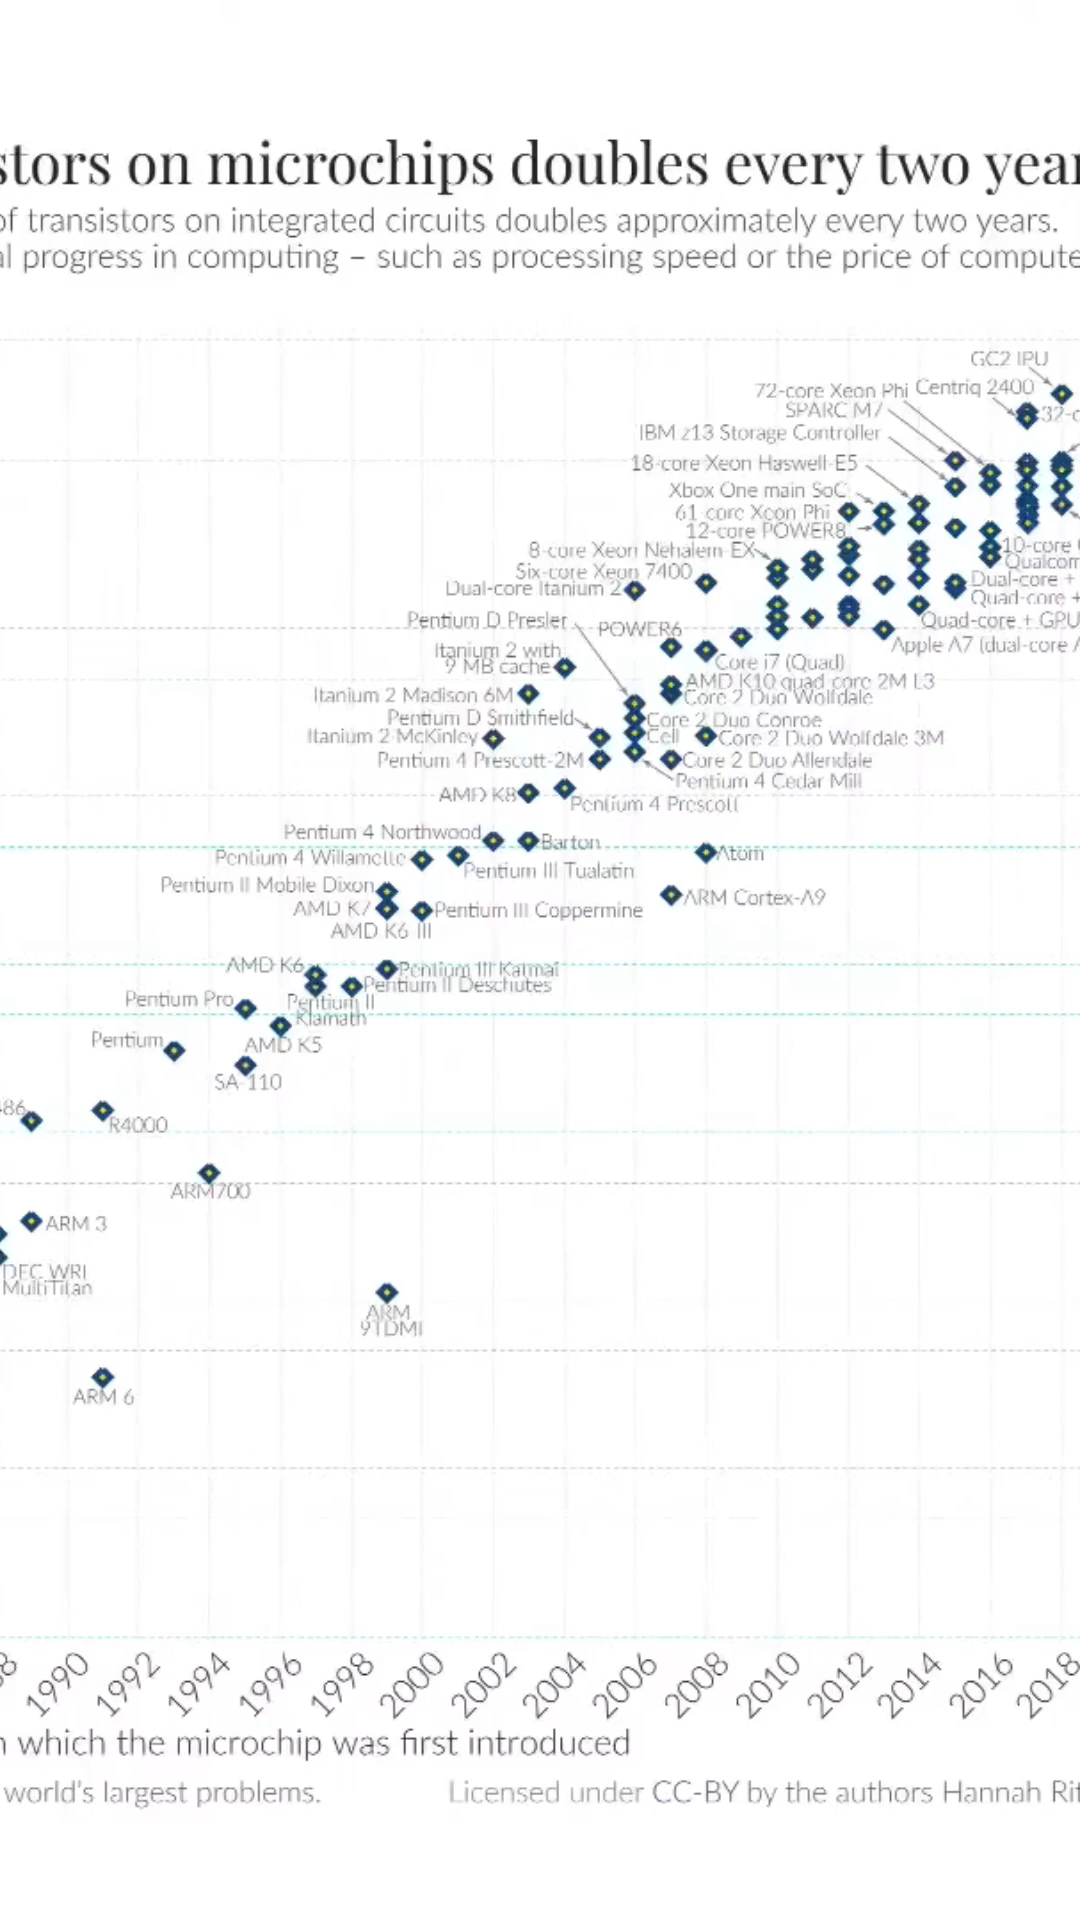 stors on microchips doubles every two year
of transistors on integrated circuits doubles approximately every two years.
al progress in computing – such as processing speed or the price of compute
GC2 IPU
72-core Xeon Phi Centriq 2400
SPARC M7
32-c
IBM z13 Storage Controller
18-core Xeon Haswell-E5
Xbox One main SoC
61-core Xeon Phi
12-core POWER8
8-core Xeon Nehalem-EX
10-core
Six-core Xeon 7400
Qualcom
Dual-core Itanium 2
Dual-core +
Quad-core +
Pentium D Presler
POWER6
Quad-core + GPU
Itanium 2 with
9 MB cache
Apple A7 (dual-core
Core i7 (Quad)
AMD K10 quad-core 2M L3
Itanium 2 Madison 6M
Core 2 Duo Wolfdale
Pentium D Smithfield
Core 2 Duo Conroe
Itanium 2 McKinley
Cell
Core 2 Duo Wolfdale 3M
Pentium 4 Prescott-2M
Core 2 Duo Allendale
Pentium 4 Cedar Mill
AMD K8
Pentium 4 Prescott
Pentium 4 Northwood
Barton
Pentium 4 Willamette
Atom
Pentium III Tualatin
Pentium II Mobile Dixon
ARM Cortex-A9
AMD K7
Pentium III Coppermine
AMD K6-III
AMD K6
Pentium III Katmai
Pentium II Deschutes
Pentium Pro
Pentium II
Klamath
Pentium
AMD K5
SA-110
486
R4000
ARM700
ARM 3
DEC WRL
MultiTitan
ARM
9TDMI
ARM 6
8 1990 1992 1994 1996 1998 2000 2002 2004 2006 2008 2010 2012 2014 2016 2018
n which the microchip was first introduced
world's largest problems.
Licensed under CC-BY by the authors Hannah Rit